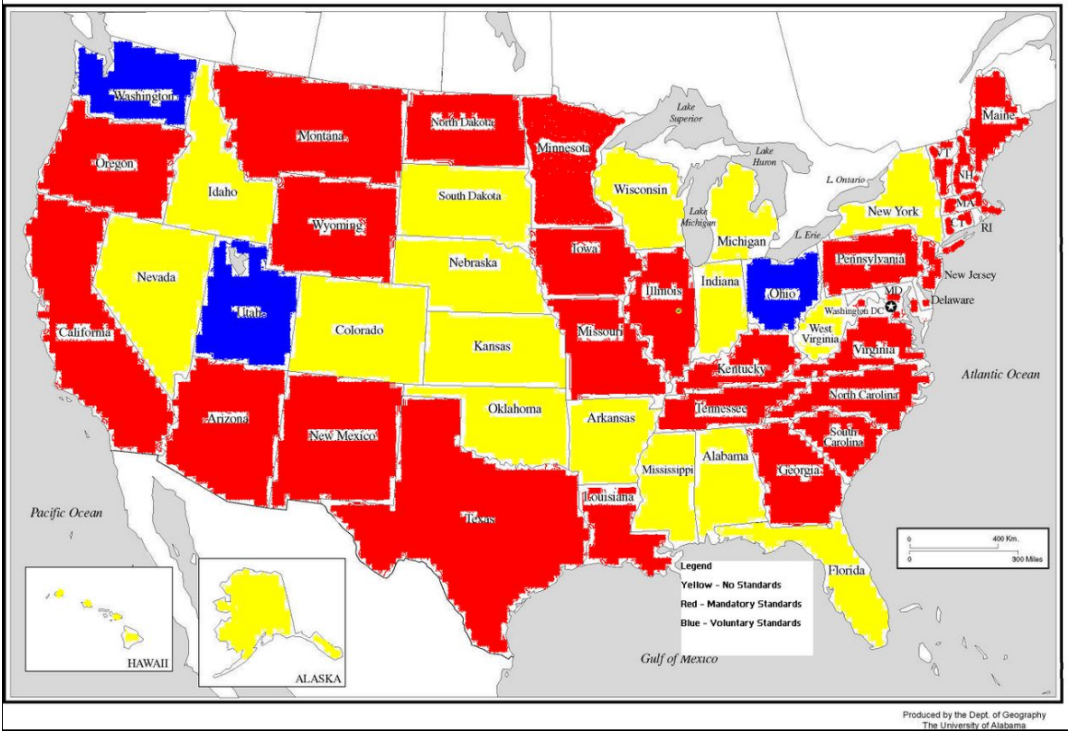 Washington
Oregon
Montana
Idaho
North Dakota
Minnesota
Lake
Superior
Lake
Huron
Lake
Michigan
L. Ontario
L. Erie
Maine
VT
NH
MA
CT
RI
Wyoming
South Dakota
Wisconsin
Michigan
New York
Nevada
Utah
Nebraska
Iowa
Illinois
Indiana
Ohio
Pennsylvania
New Jersey
MD
Delaware
Washington DC
West
Virginia
Virginia
California
Colorado
Kansas
Missouri
Kentucky
Arizona
New Mexico
Oklahoma
Arkansas
Tennessee
North Carolina
South
Carolina
Mississippi
Alabama
Georgia
Texas
Louisiana
Florida
Atlantic Ocean
Pacific Ocean
Gulf of Mexico
HAWAII
ALASKA
0 400 Km.
0 300 Miles
Legend
Yellow - No Standards
Red - Mandatory Standards
Blue - Voluntary Standards
Produced by the Dept. of Geography
The University of Alabama